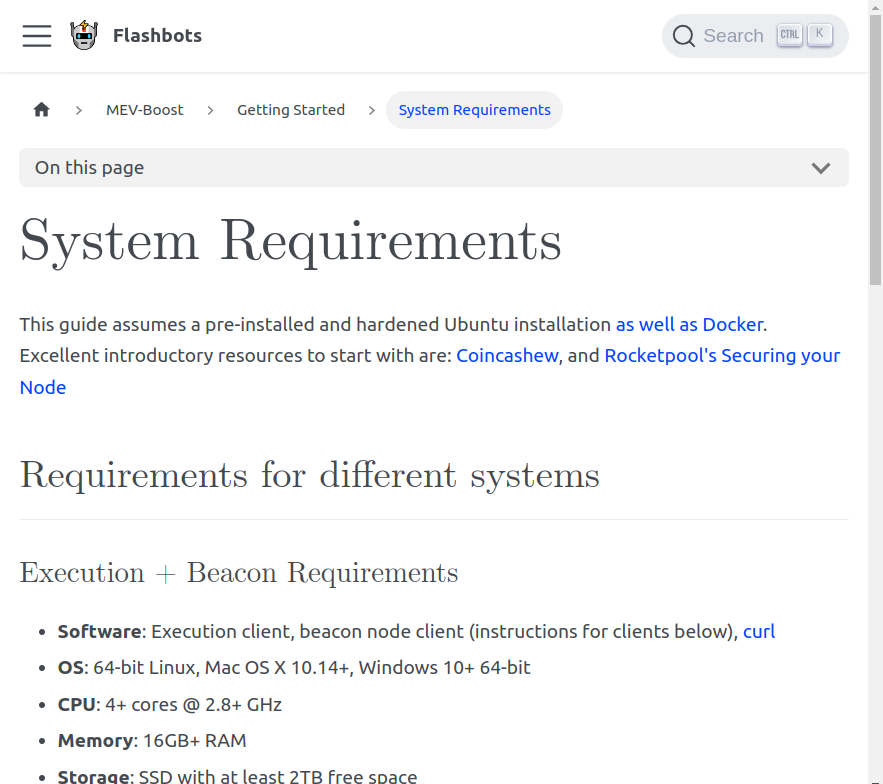 Flashbots
Search CTRL K
MEV-Boost Getting Started System Requirements
On this page
System Requirements
This guide assumes a pre-installed and hardened Ubuntu installation as well as Docker.
Excellent introductory resources to start with are: Coincashew, and Rocketpool's Securing your
Node
Requirements for different systems
Execution + Beacon Requirements
Software: Execution client, beacon node client (instructions for clients below), curl
OS: 64-bit Linux, Mac OS X 10.14+, Windows 10+ 64-bit
CPU: 4+ cores @ 2.8+ GHz
Memory: 16GB+ RAM
Storage: SSD with at least 2TB free space